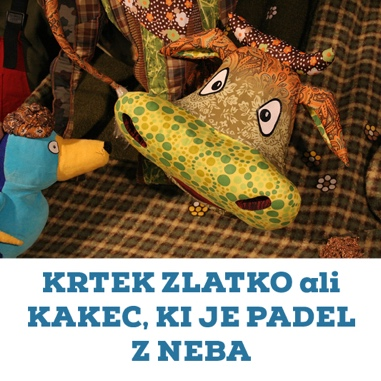 KRTEK ZLATKO ali
KAKEC, KI JE PADEL
Z NEBA